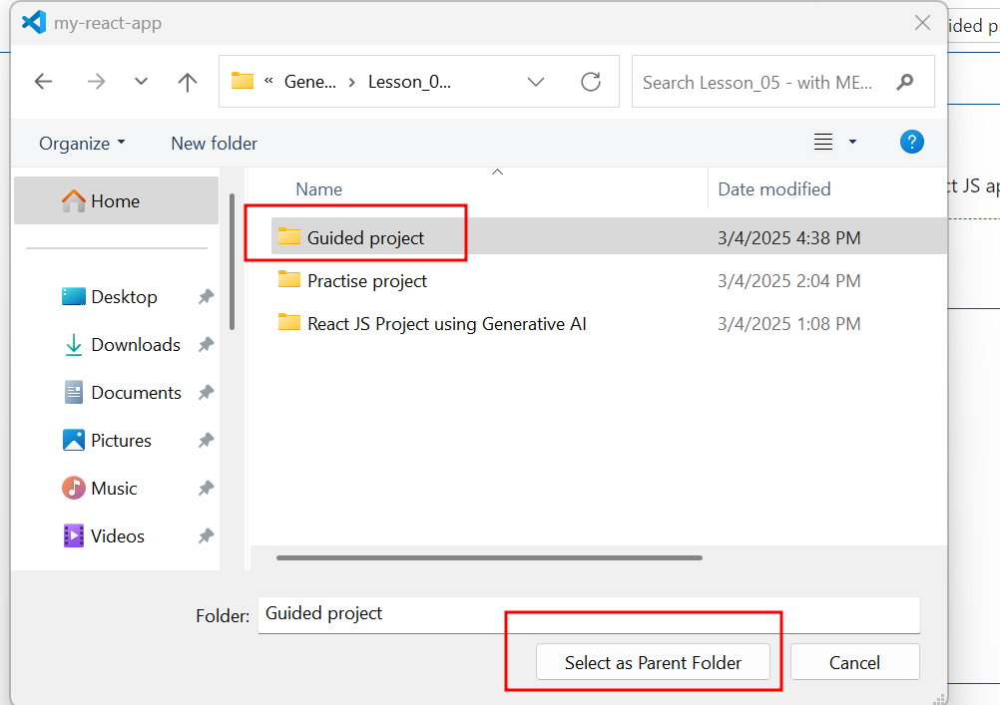 my-react-app
ided p
« Gene... > Lesson_0...
Search Lesson_05 - with ME...
Organize
New folder
?
ct JS ap
Name
Date modified
Home
Guided project
3/4/2025 4:38 PM
Practise project
3/4/2025 2:04 PM
React JS Project using Generative AI
3/4/2025 1:08 PM
Desktop
Downloads
Documents
Pictures
Music
Videos
Folder: Guided project
Select as Parent Folder
Cancel